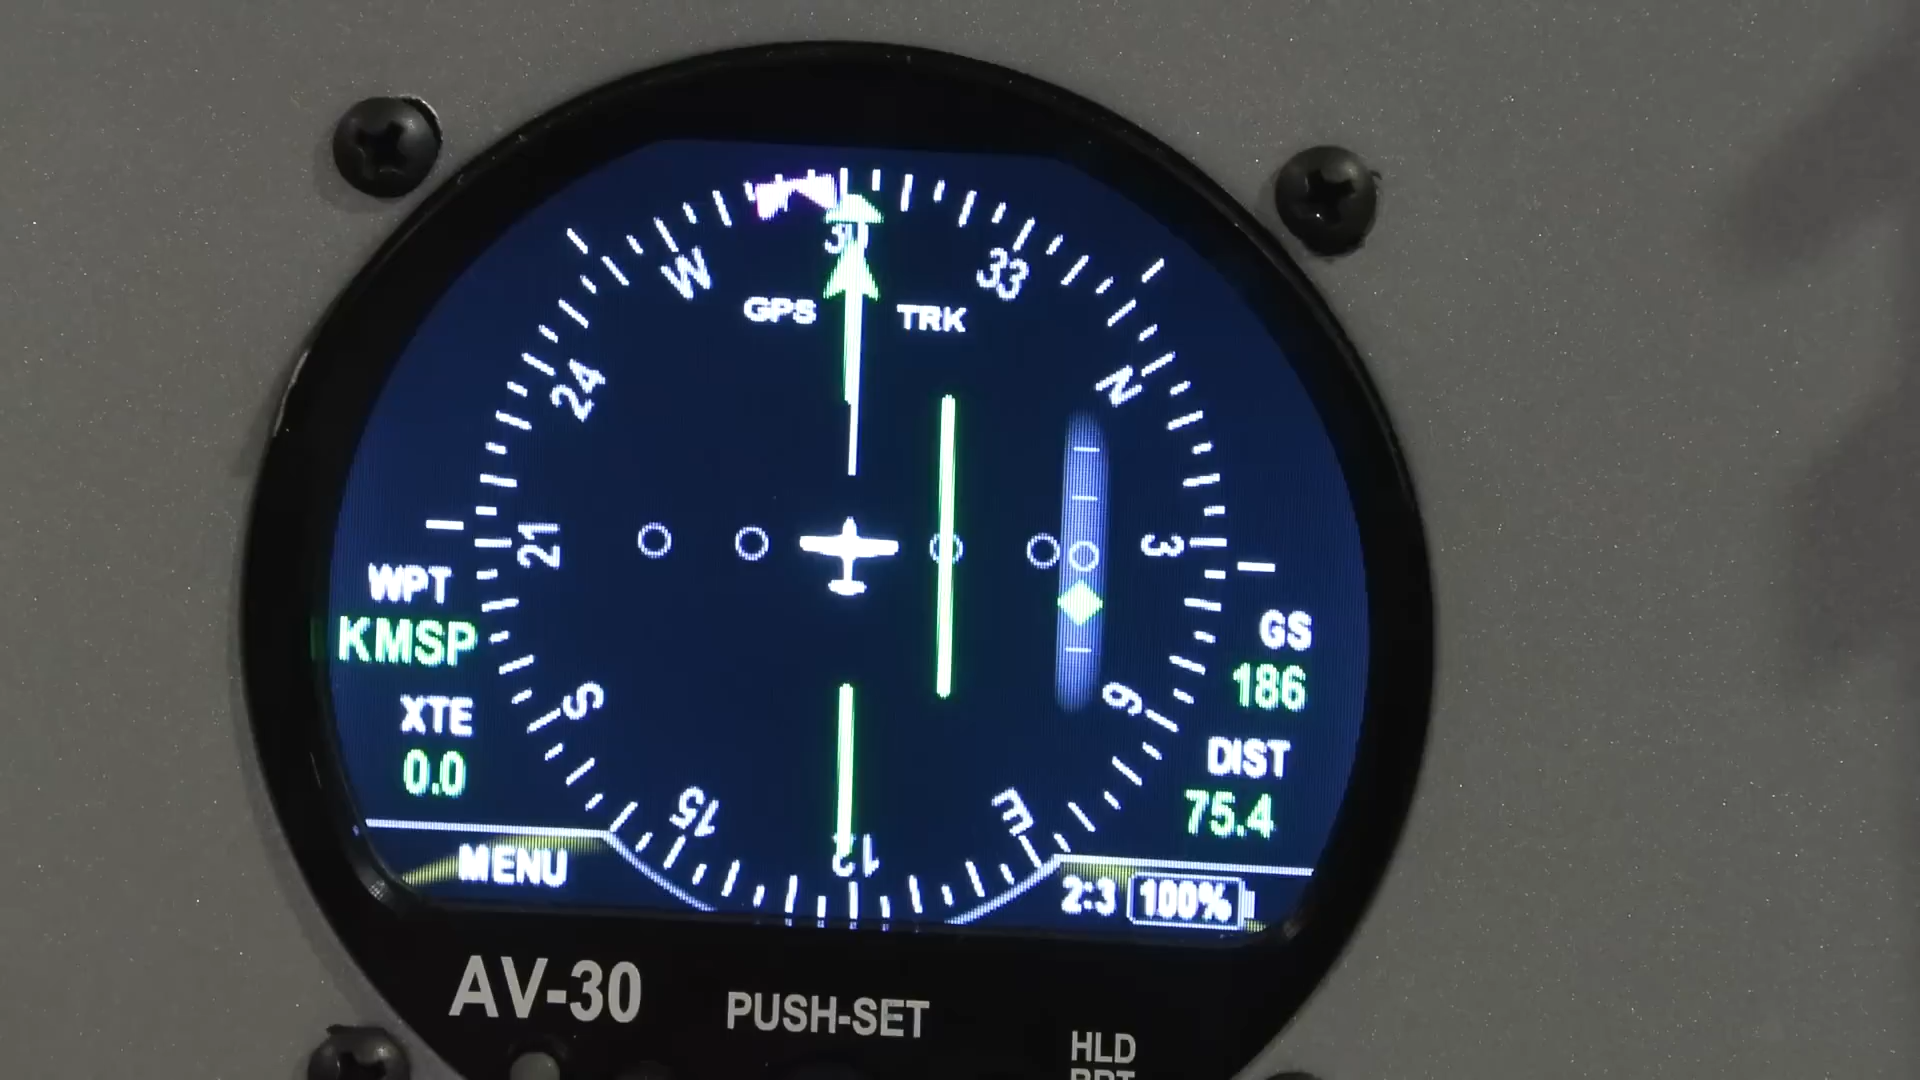 30
W
33
GPS TRK
24
N
21
3
WPT
KMSP
GS
186
XTE
0.0
S
6
DIST
75.4
15
E
12
MENU
2:3 100%
AV-30
PUSH-SET
HLD